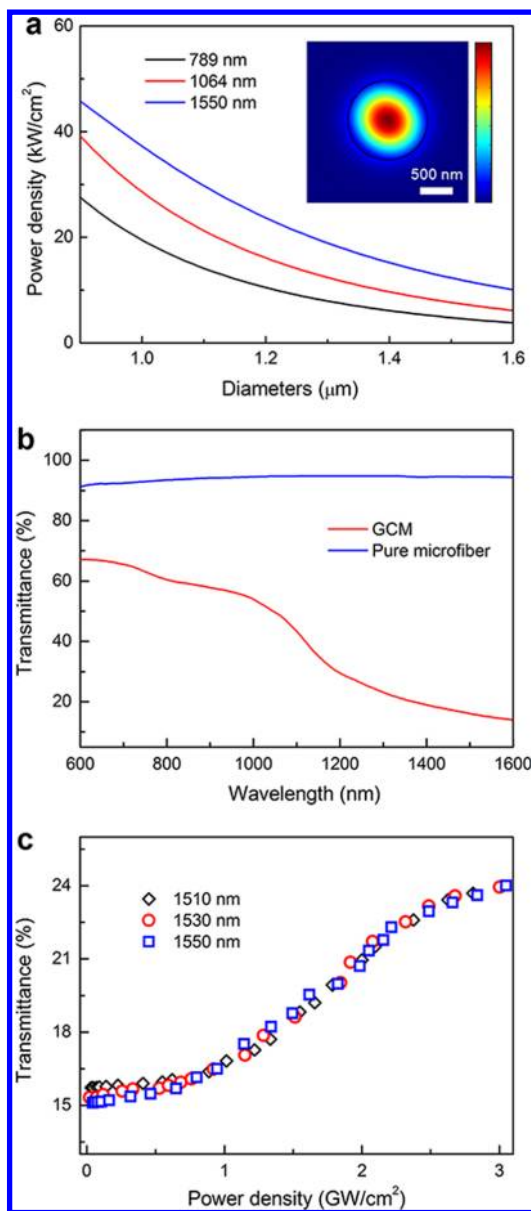 a
60
40
20
0
Power density (kW/cm²)
789 nm
1064 nm
1550 nm
500 nm
1.0
1.2
1.4
1.6
Diameters (μm)
b
100
80
60
40
20
Transmittance (%)
GCM
Pure microfiber
600
800
1000
1200
1400
1600
Wavelength (nm)
c
24
21
18
15
Transmittance (%)
1510 nm
1530 nm
1550 nm
0
1
2
3
Power density (GW/cm²)